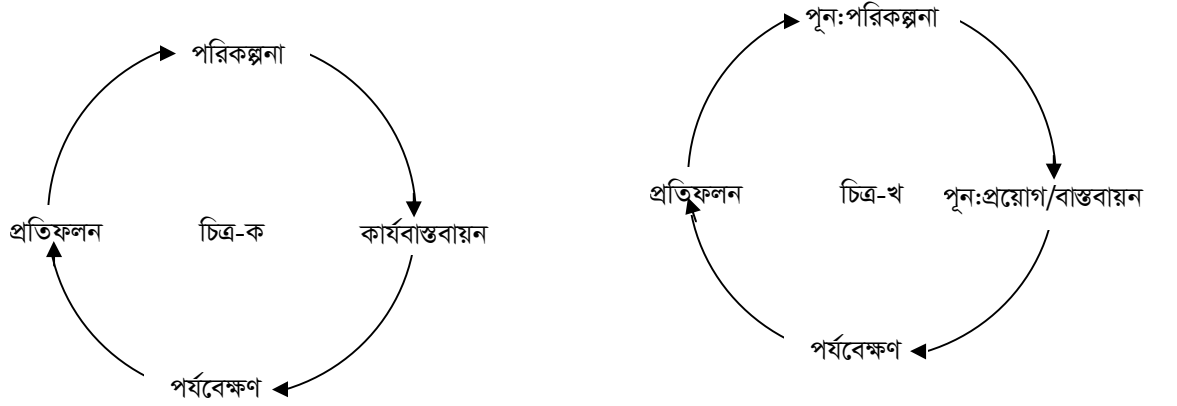 পরিকল্পনা
প্রতিফলন
চিত্র-ক
কার্যবাস্তবায়ন
পর্যবেক্ষণ
পূন:পরিকল্পনা
প্রতিফলন
চিত্র-খ
পূন:প্রয়োগ/বাস্তবায়ন
পর্যবেক্ষণ